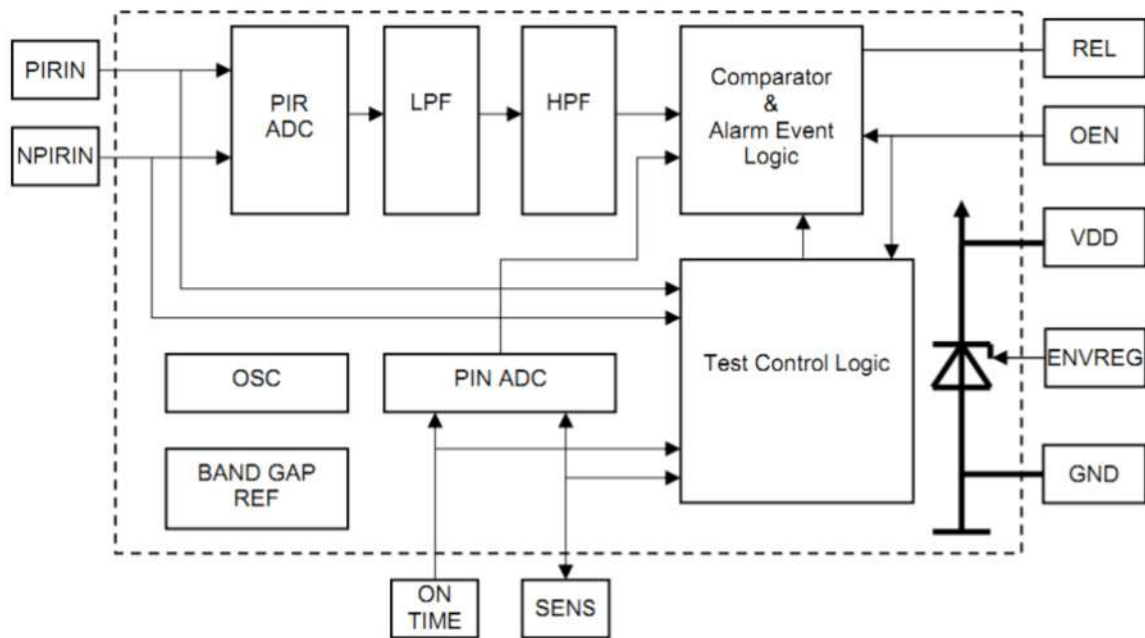 PIRIN
NPIRIN
PIR
ADC
LPF
HPF
Comparator
&
Alarm Event
Logic
REL
OEN
VDD
ENVREG
GND
Test Control Logic
OSC
PIN ADC
BAND GAP
REF
ON
TIME
SENS